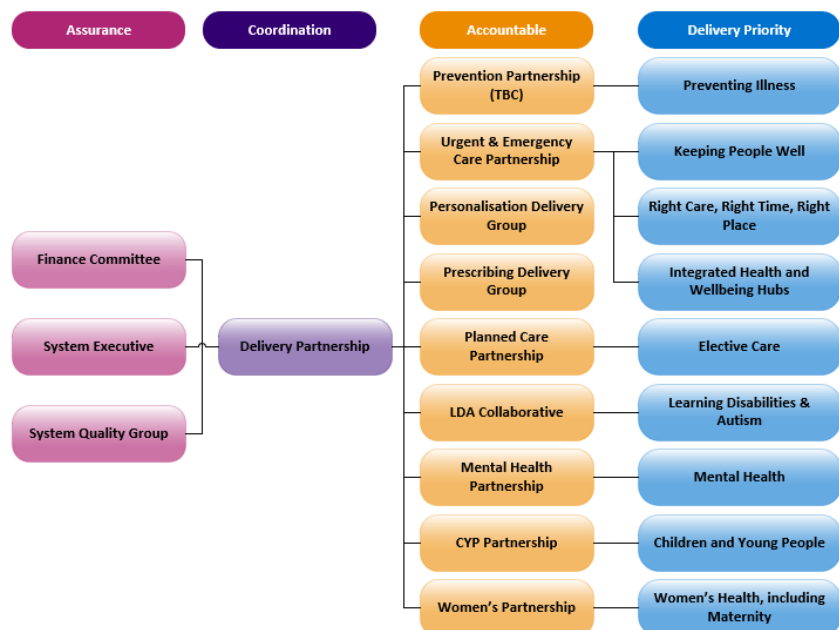 Assurance
Coordination
Accountable
Delivery Priority
Prevention Partnership
(TBC)
Preventing Illness
Urgent & Emergency
Care Partnership
Keeping People Well
Personalisation Delivery
Group
Right Care, Right Time, Right
Place
Finance Committee
Prescribing Delivery
Group
Integrated Health and
Wellbeing Hubs
System Executive
Delivery Partnership
Planned Care
Partnership
Elective Care
System Quality Group
LDA Collaborative
Learning Disabilities &
Autism
Mental Health
Partnership
Mental Health
CYP Partnership
Children and Young People
Women’s Partnership
Women’s Health, including
Maternity